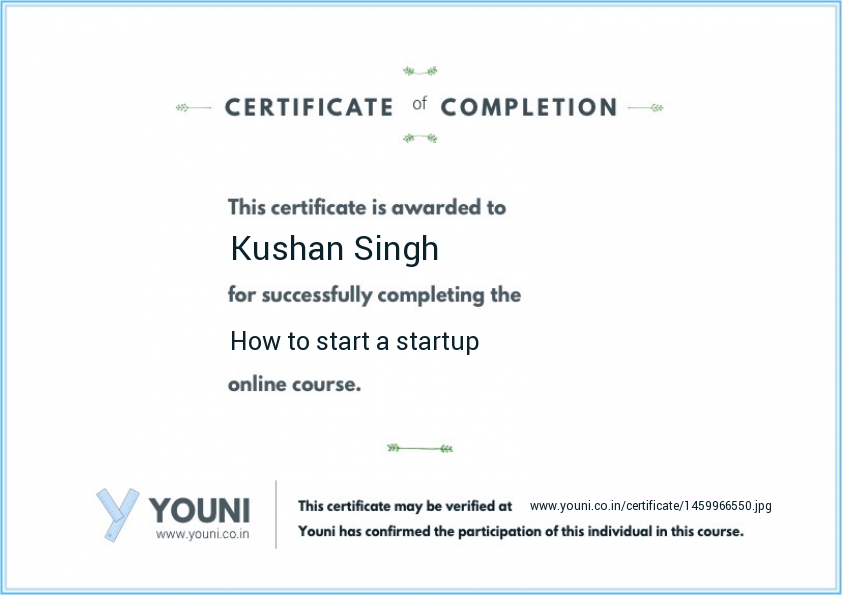 CERTIFICATE of COMPLETION
This certificate is awarded to
Kushan Singh
for successfully completing the
How to start a startup
online course.
YOUNI
www.youni.co.in
This certificate may be verified at www.youni.co.in/certificate/1459966550.jpg
Youni has confirmed the participation of this individual in this course.